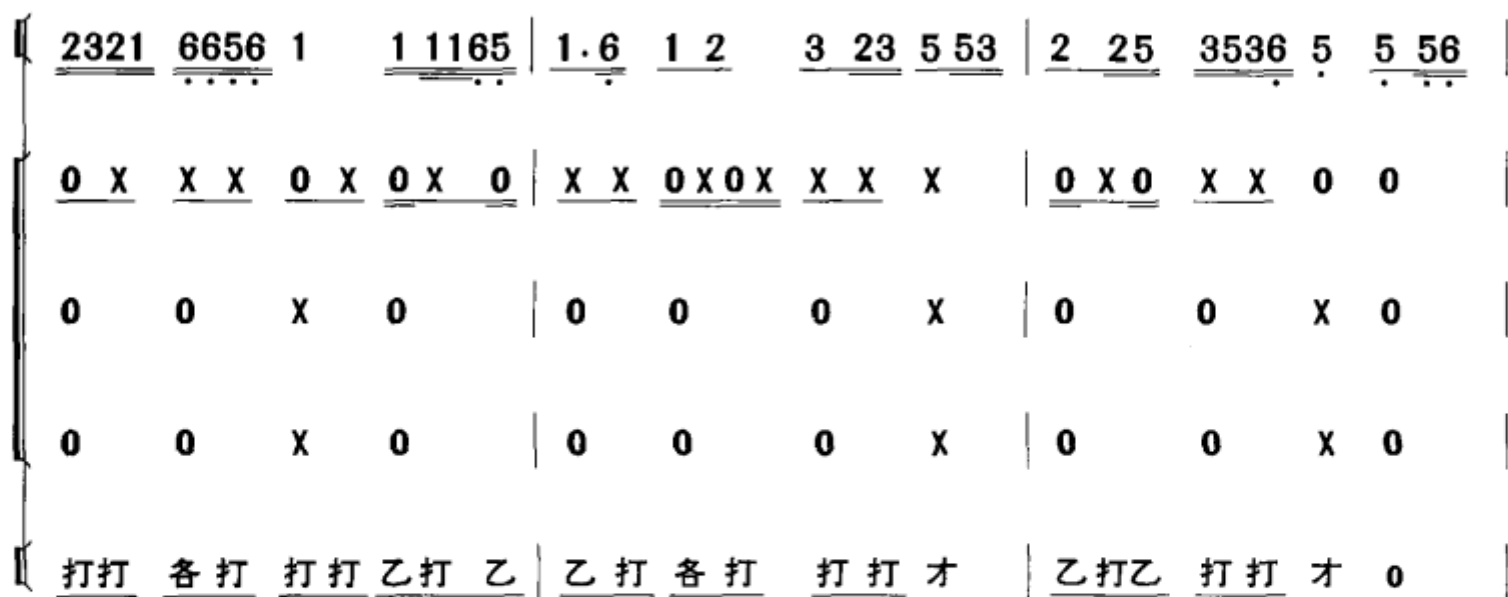 2321 6656 1 1 1165 | 1·6 1 2 3 23 5 53 | 2 25 3536 5 5 56 |
0 X X X 0 X 0 X 0 | X X 0 X 0 X X X X | 0 X 0 X X 0 0 |
0 0 X 0 | 0 0 0 X | 0 0 X 0 |
0 0 X 0 | 0 0 0 X | 0 0 X 0 |
打打 各打 打打 乙打 乙 | 乙打 各打 打打 才 | 乙打乙 打打 才 0 |